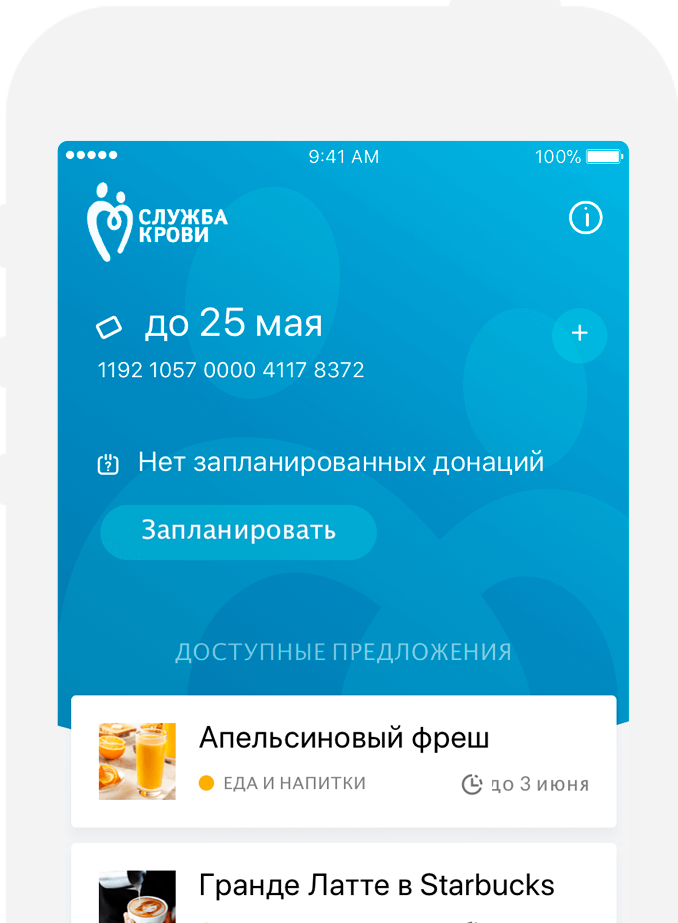 9:41 AM 100%
СЛУЖБА
КРОВИ
до 25 мая
1192 1057 0000 4117 8372
Нет запланированных донаций
Запланировать
ДОСТУПНЫЕ ПРЕДЛОЖЕНИЯ
Апельсиновый фреш
ЕДА И НАПИТКИ до 3 июня
Гранде Латте в Starbucks